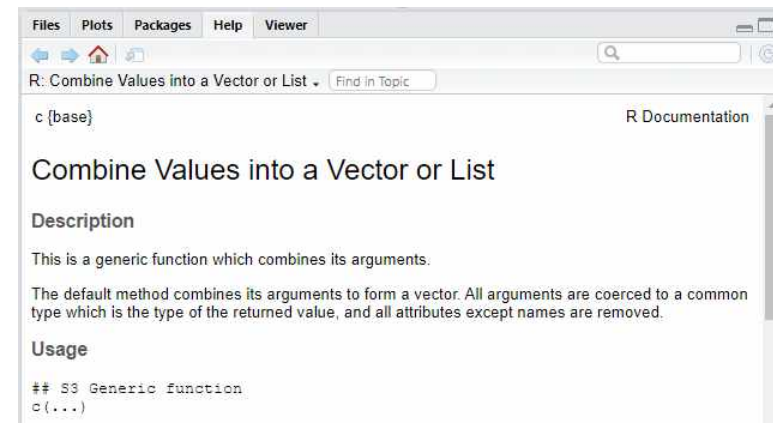 Files Plots Packages Help Viewer
R: Combine Values into a Vector or List Find in Topic
c {base} R Documentation
Combine Values into a Vector or List
Description
This is a generic function which combines its arguments.
The default method combines its arguments to form a vector. All arguments are coerced to a common
type which is the type of the returned value, and all attributes except names are removed.
Usage
## S3 Generic function
c(...)